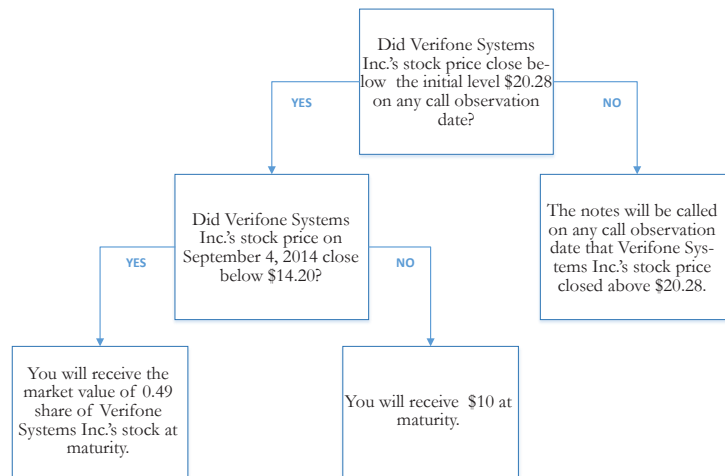 Did Verifone Systems
Inc.'s stock price close be-
low the initial level $20.28
on any call observation
date?
YES
NO
Did Verifone Systems
Inc.'s stock price on
September 4, 2014 close
below $14.20?
The notes will be called
on any call observation
date that Verifone Sys-
tems Inc.'s stock price
closed above $20.28.
YES
NO
You will receive the
market value of 0.49
share of Verifone
Systems Inc.'s stock at
maturity.
You will receive $10 at
maturity.